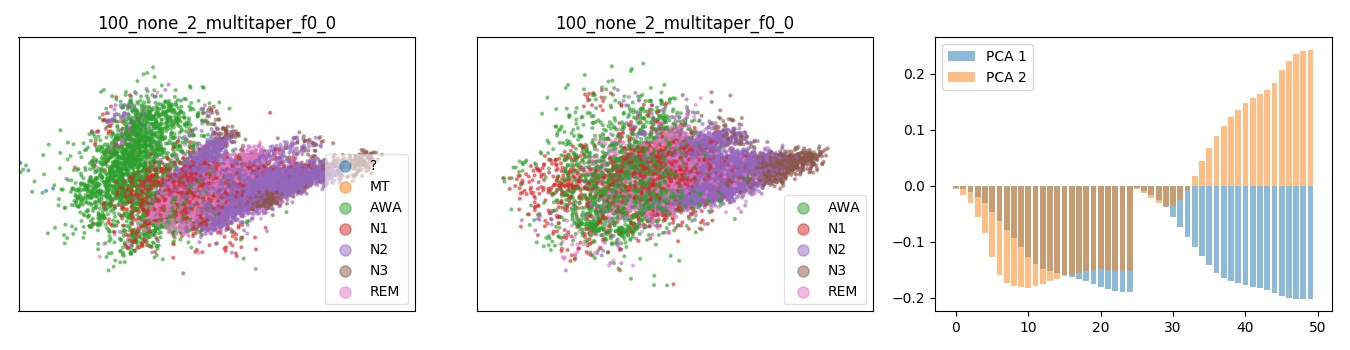 100_none_2_multitaper_f0_0
?
MT
AWA
N1
N2
N3
REM
100_none_2_multitaper_f0_0
AWA
N1
N2
N3
REM
PCA 1
PCA 2
0.2
0.1
0.0
−0.1
−0.2
0 10 20 30 40 50